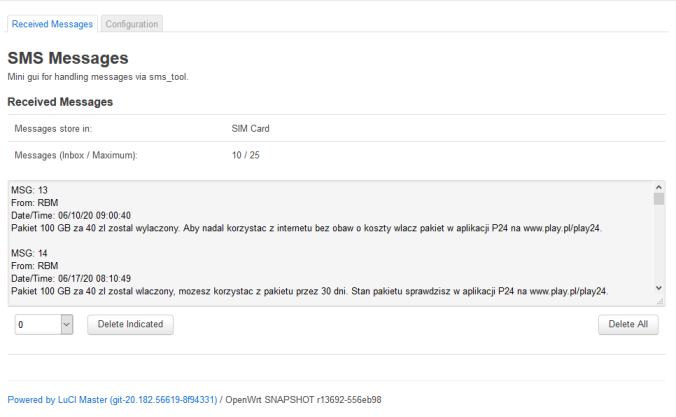 Received Messages Configuration
SMS Messages
Mini gui for handling messages via sms_tool.
Received Messages
Messages store in: SIM Card
Messages (Inbox / Maximum): 10 / 25
MSG: 13
From: RBM
Date/Time: 06/10/20 09:00:40
Pakiet 100 GB za 40 zl zostal wylaczony. Aby nadal korzystac z internetu bez obaw o koszty wlacz pakiet w aplikacji P24 na www.play.pl/play24.
MSG: 14
From: RBM
Date/Time: 06/17/20 08:10:49
Pakiet 100 GB za 40 zl zostal wlaczony, mozesz korzystac z pakietu przez 30 dni. Stan pakietu sprawdzisz w aplikacji P24 na www.play.pl/play24.
0 Delete Indicated Delete All
Powered by LuCI Master (git-20.182.56619-8f94331) / OpenWrt SNAPSHOT r13692-556eb98